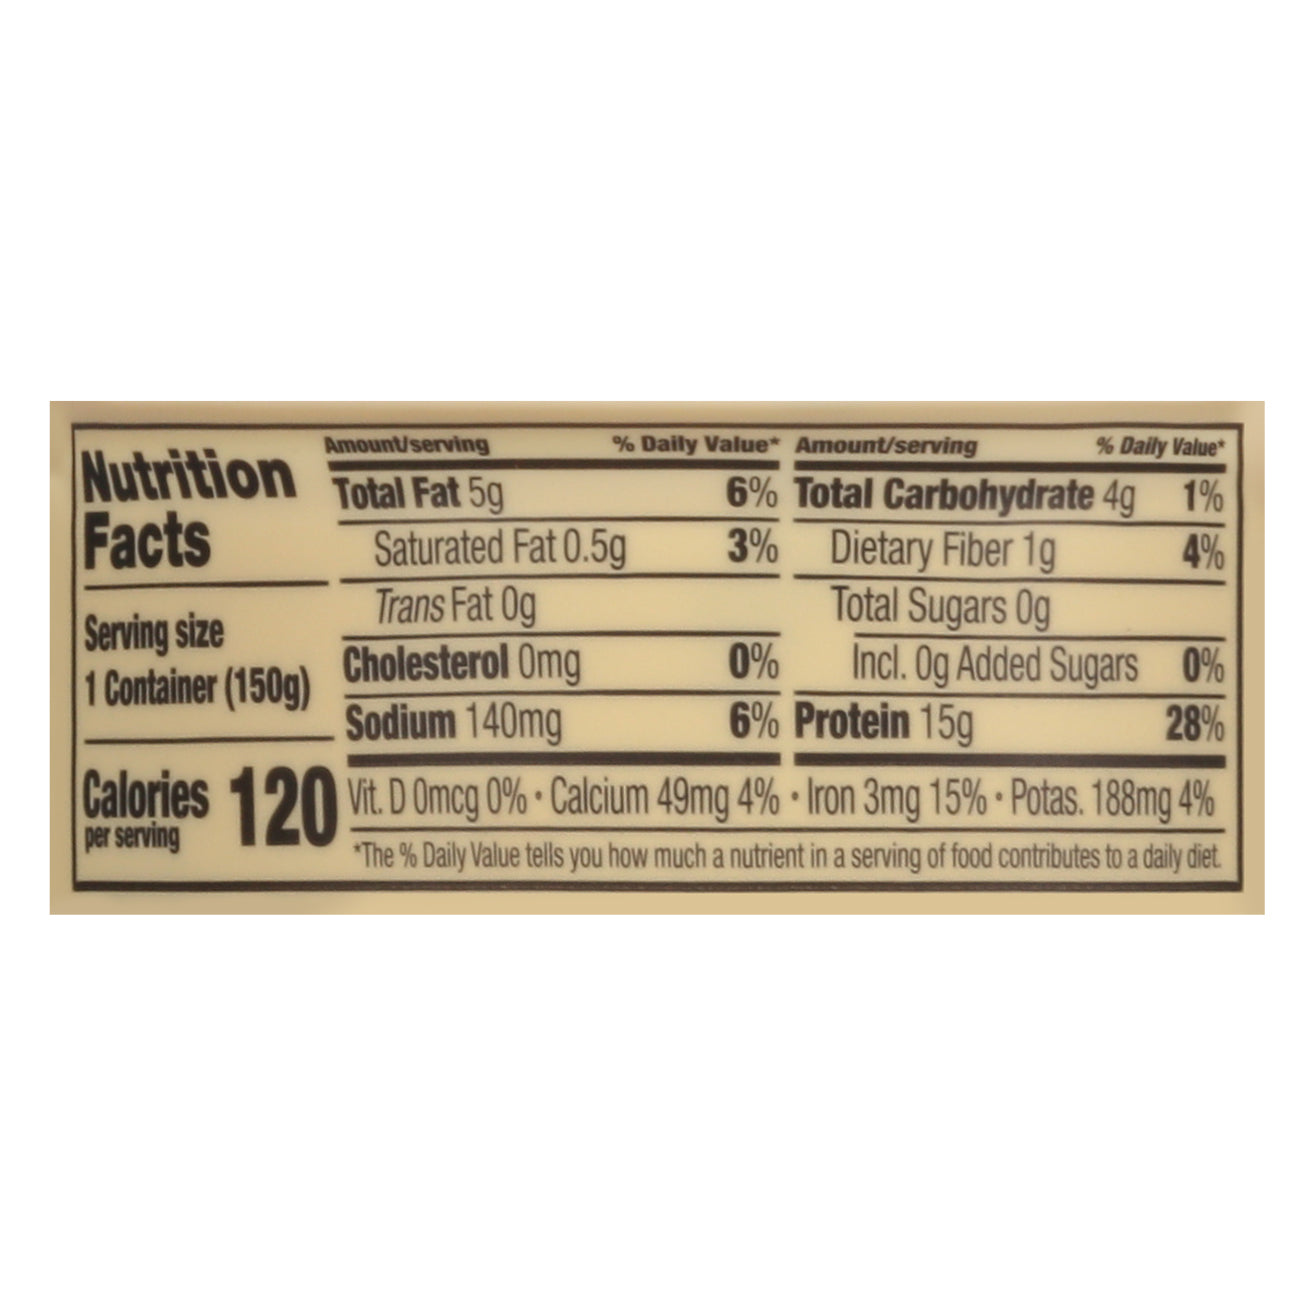 Nutrition
Facts
Serving size
1 Container (150g)
Calories 120
per serving
Amount/serving % Daily Value*
Total Fat 5g 6%
Saturated Fat 0.5g 3%
Trans Fat 0g
Cholesterol 0mg 0%
Sodium 140mg 6%
Amount/serving % Daily Value*
Total Carbohydrate 4g 1%
Dietary Fiber 1g 4%
Total Sugars 0g
Incl. 0g Added Sugars 0%
Protein 15g 28%
Vit. D 0mcg 0% • Calcium 49mg 4% • Iron 3mg 15% • Potas. 188mg 4%
*The % Daily Value tells you how much a nutrient in a serving of food contributes to a daily diet.